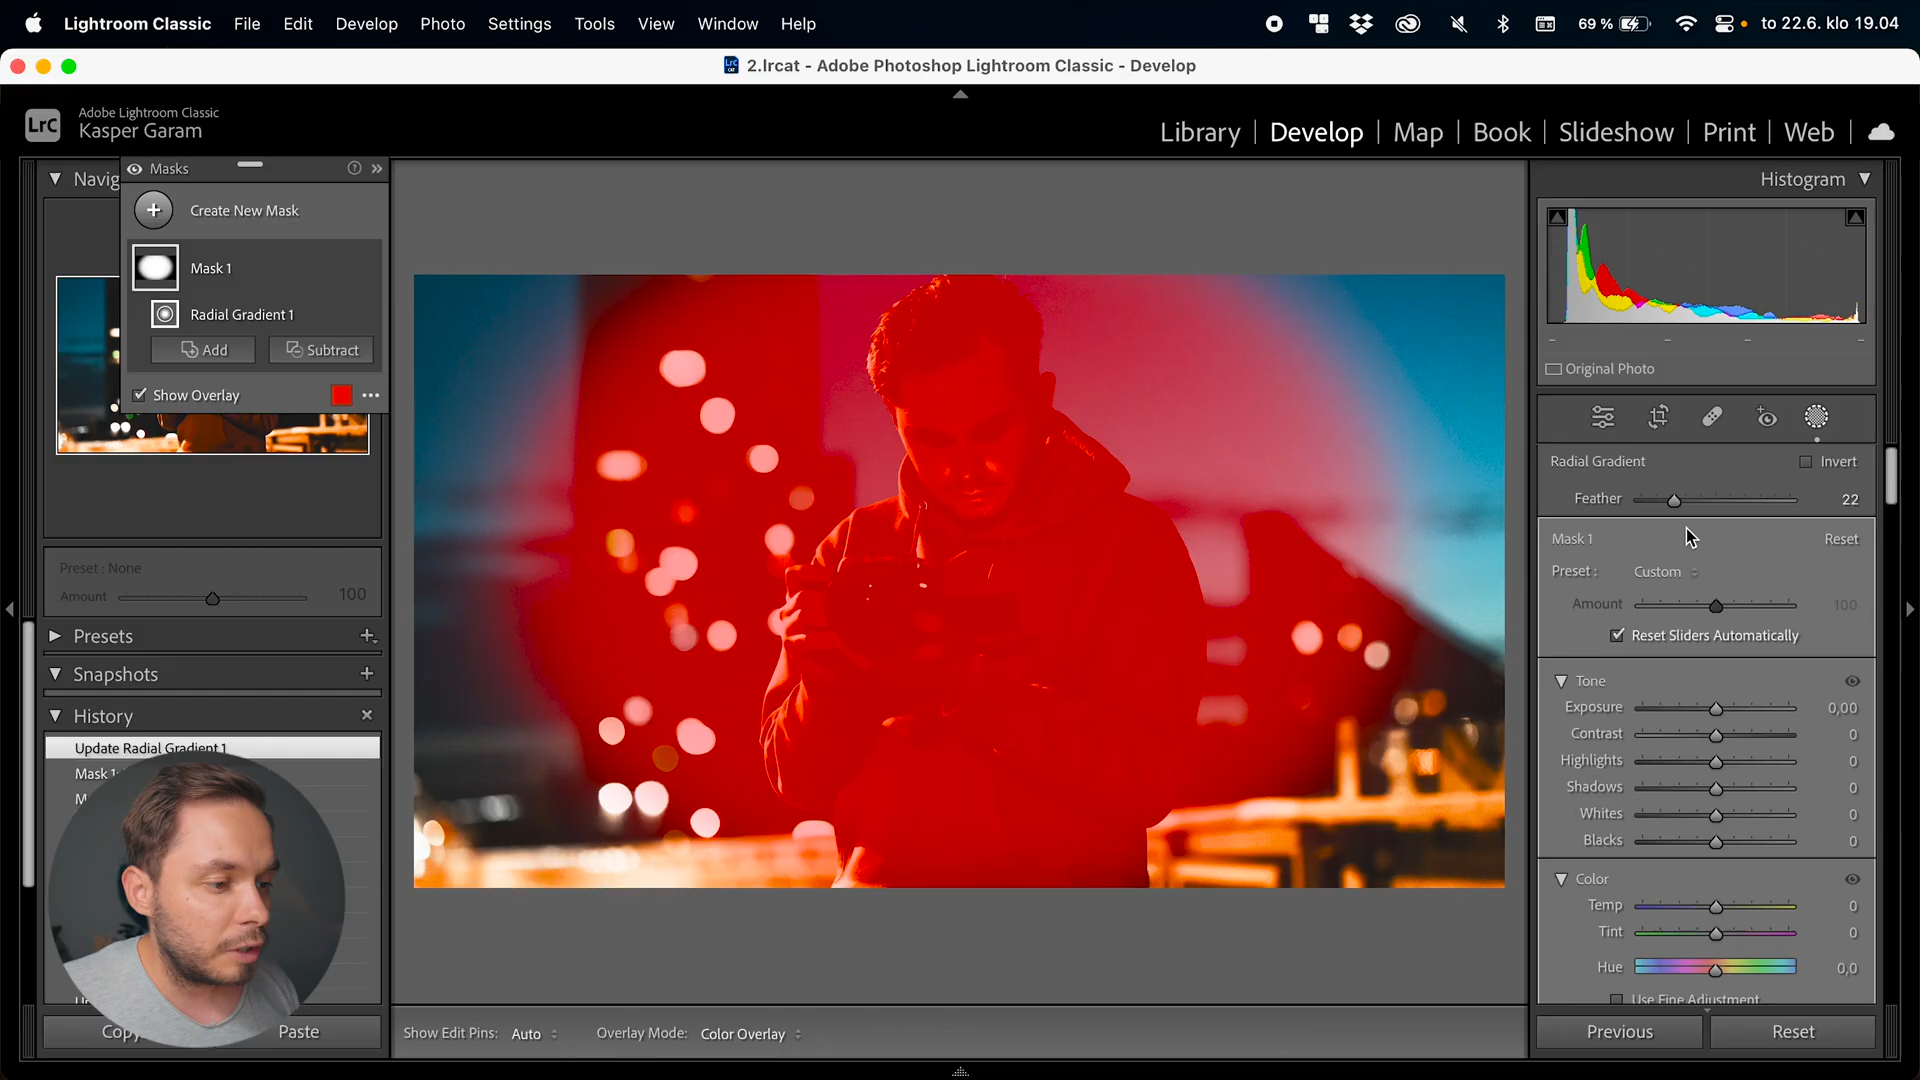 Lightroom Classic File Edit Develop Photo Settings Tools View Window Help 69 % to 22.6. klo 19.04
2.lrcat - Adobe Photoshop Lightroom Classic - Develop
LrC
Adobe Lightroom Classic
Kasper Garam
Library | Develop | Map | Book | Slideshow | Print | Web
Navig
Masks
Create New Mask
Mask 1
Radial Gradient 1
Add Subtract
Show Overlay
Preset : None
Amount 100
Presets
Snapshots
History
Update Radial Gradient 1
Mask 1:
M
Copy Paste
Show Edit Pins: Auto Overlay Mode: Color Overlay
Histogram
Original Photo
Radial Gradient Invert
Feather 22
Mask 1 Reset
Preset : Custom
Amount 100
Reset Sliders Automatically
Tone
Exposure 0,00
Contrast 0
Highlights 0
Shadows 0
Whites 0
Blacks 0
Color
Temp 0
Tint 0
Hue 0,0
Use Fine Adjustment
Previous Reset